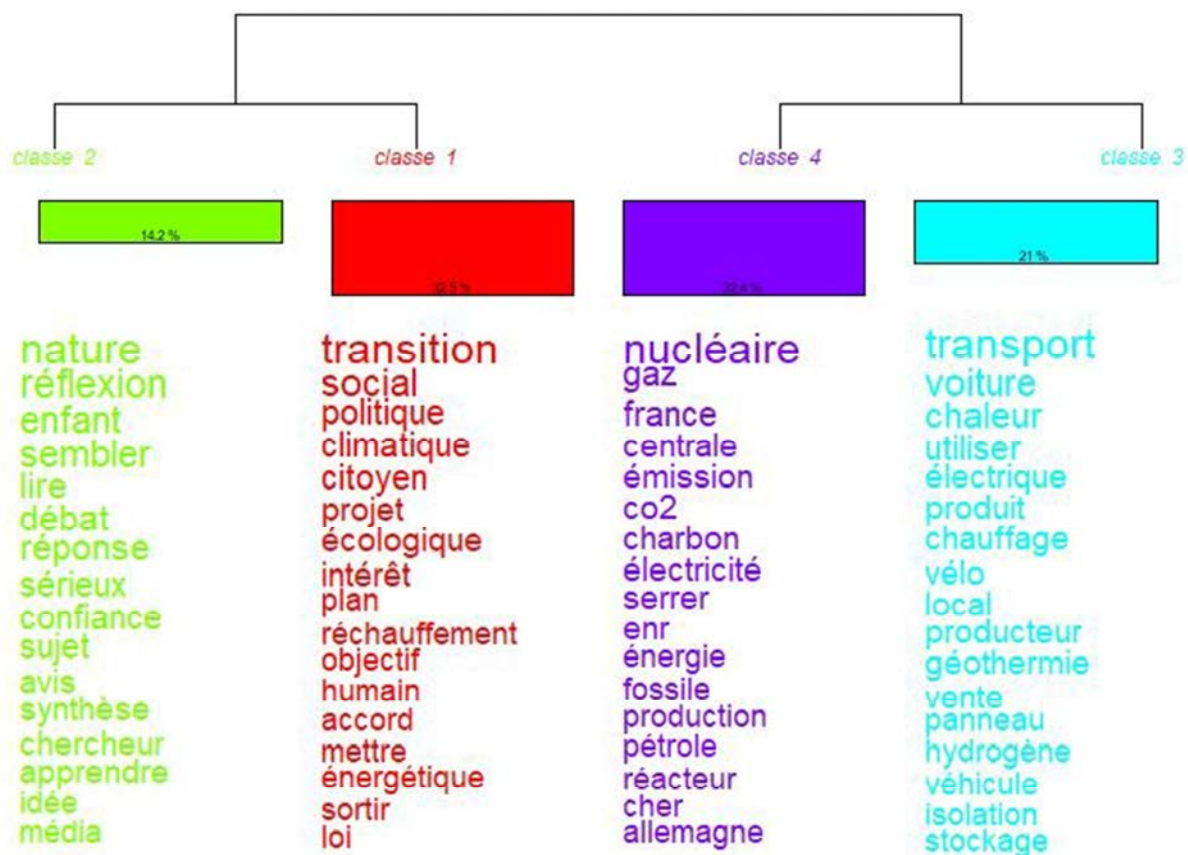 classe 2
14.2 %
nature
réflexion
enfant
sembler
lire
débat
réponse
sérieux
confiance
sujet
avis
synthèse
chercheur
apprendre
idée
média
classe 1
32.5 %
transition
social
politique
climatique
citoyen
projet
écologique
intérêt
plan
réchauffement
objectif
humain
accord
mettre
énergétique
sortir
loi
classe 4
32.4 %
nucléaire
gaz
france
centrale
émission
co2
charbon
électricité
serrer
enr
énergie
fossile
production
pétrole
réacteur
cher
allemagne
classe 3
21 %
transport
voiture
chaleur
utiliser
électrique
produit
chauffage
vélo
local
producteur
géothermie
vente
panneau
hydrogène
véhicule
isolation
stockage